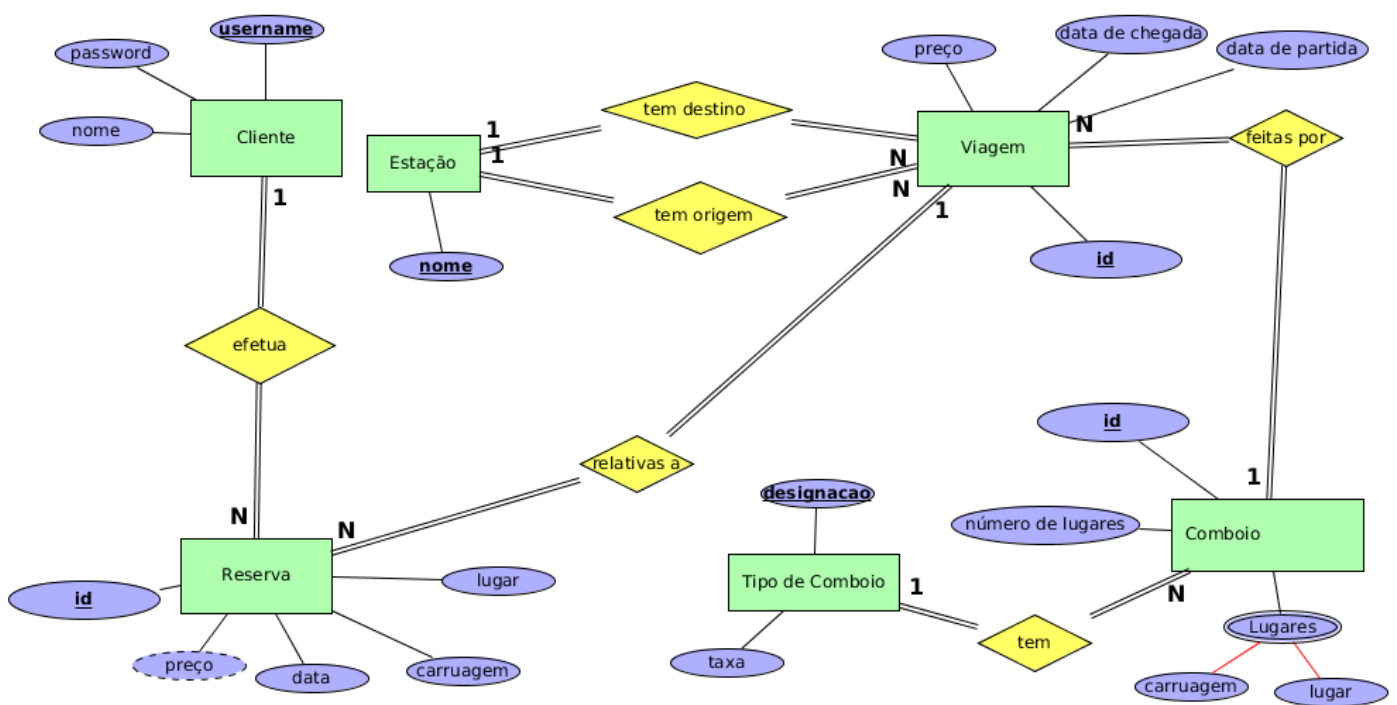 username
password
nome
Cliente
1
efetua
N
Reserva
id
preço
data
carruagem
lugar
N
relativas a
1
Estação
nome
1
1
tem destino
tem origem
N
N
Viagem
preço
data de chegada
data de partida
id
N
feitas por
1
Comboio
id
número de lugares
Lugares
carruagem
lugar
N
tem
1
Tipo de Comboio
designacao
taxa